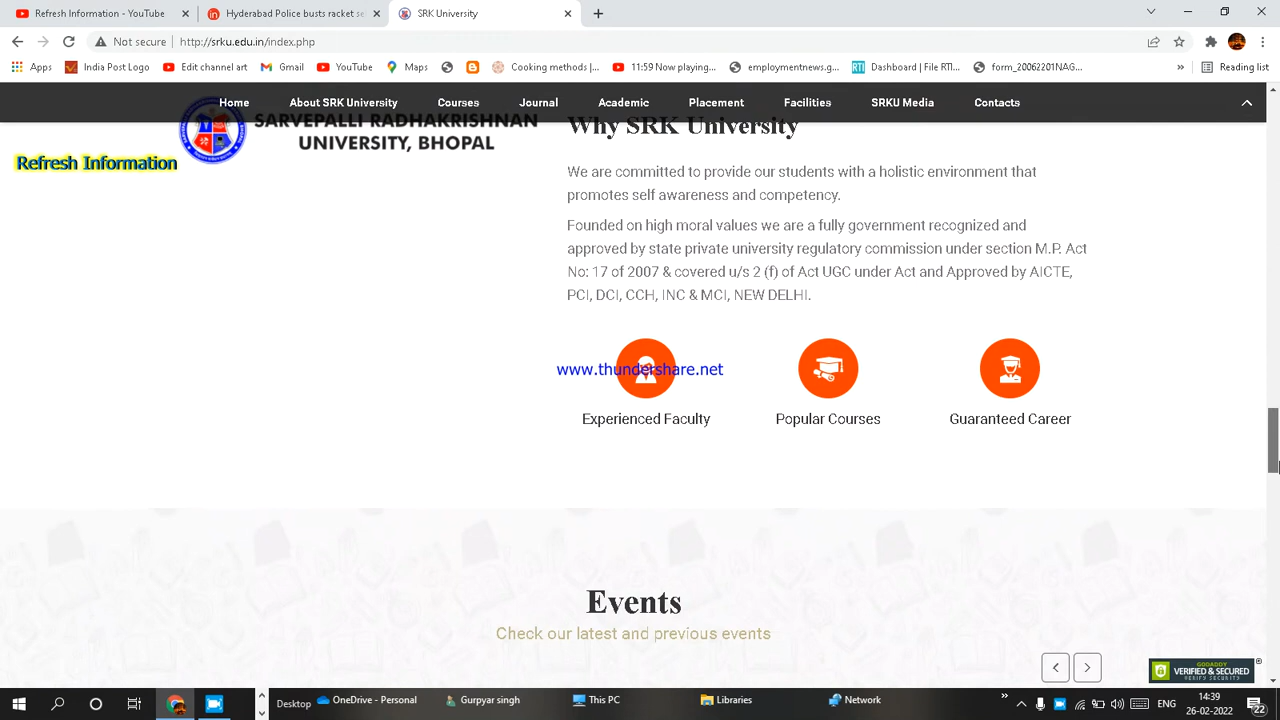 Refresh Information - YouTube
Hyderabad Police busts racket se
SRK University
Not secure
http://srku.edu.in/index.php
Apps
India Post Logo
Edit channel art
Gmail
YouTube
Maps
Cooking methods |...
11:59 Now playing,...
employmentnews.g...
RTI
Dashboard | File RTI...
form_20062201NAG...
»
Reading list
Home
About SRK University
Courses
Journal
Academic
Placement
Facilities
SRKU Media
Contacts
SARVEPALLI RADHAKRISHNAN
UNIVERSITY, BHOPAL
Refresh Information
Why SRK University
We are committed to provide our students with a holistic environment that
promotes self awareness and competency.
Founded on high moral values we are a fully government recognized and
approved by state private university regulatory commission under section M.P. Act
No: 17 of 2007 & covered u/s 2 (f) of Act UGC under Act and Approved by AICTE,
PCI, DCI, CCH, INC & MCI, NEW DELHI.
www.thundershare.net
Experienced Faculty
Popular Courses
Guaranteed Career
Events
Check our latest and previous events
GODADDY
VERIFIED & SECURED
VERIFY SECURITY
Desktop
OneDrive - Personal
Gurpyar singh
This PC
Libraries
Network
»
ENG
14:39
26-02-2022
22